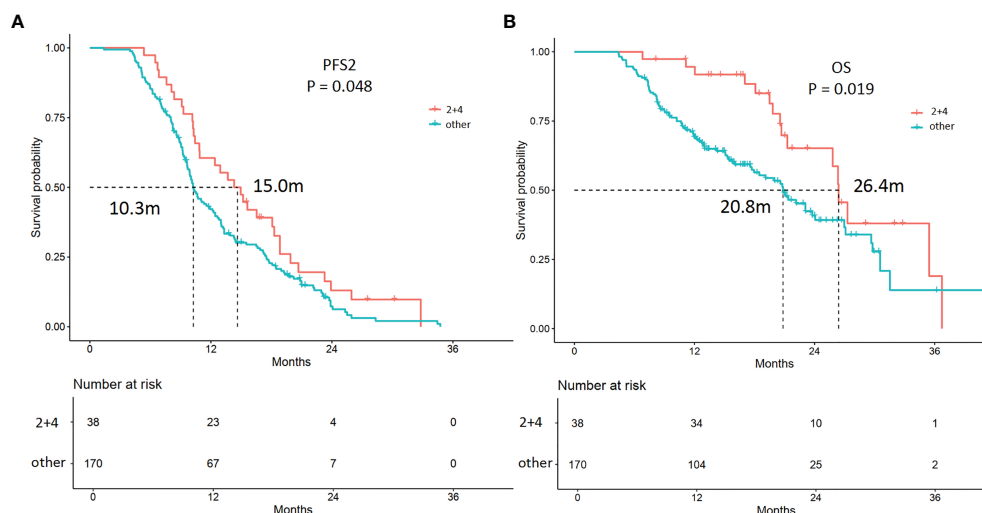 A
PFS2
P = 0.048
2+4
other
Survival probability
1.00
0.75
0.50
0.25
0.00
15.0m
10.3m
0
12
24
36
Months
Number at risk
2+4
38
23
4
0
other
170
67
7
0
0
12
24
36
Months
B
OS
P = 0.019
2+4
other
Survival probability
1.00
0.75
0.50
0.25
0.00
26.4m
20.8m
0
12
24
36
Months
Number at risk
2+4
38
34
10
1
other
170
104
25
2
0
12
24
36
Months